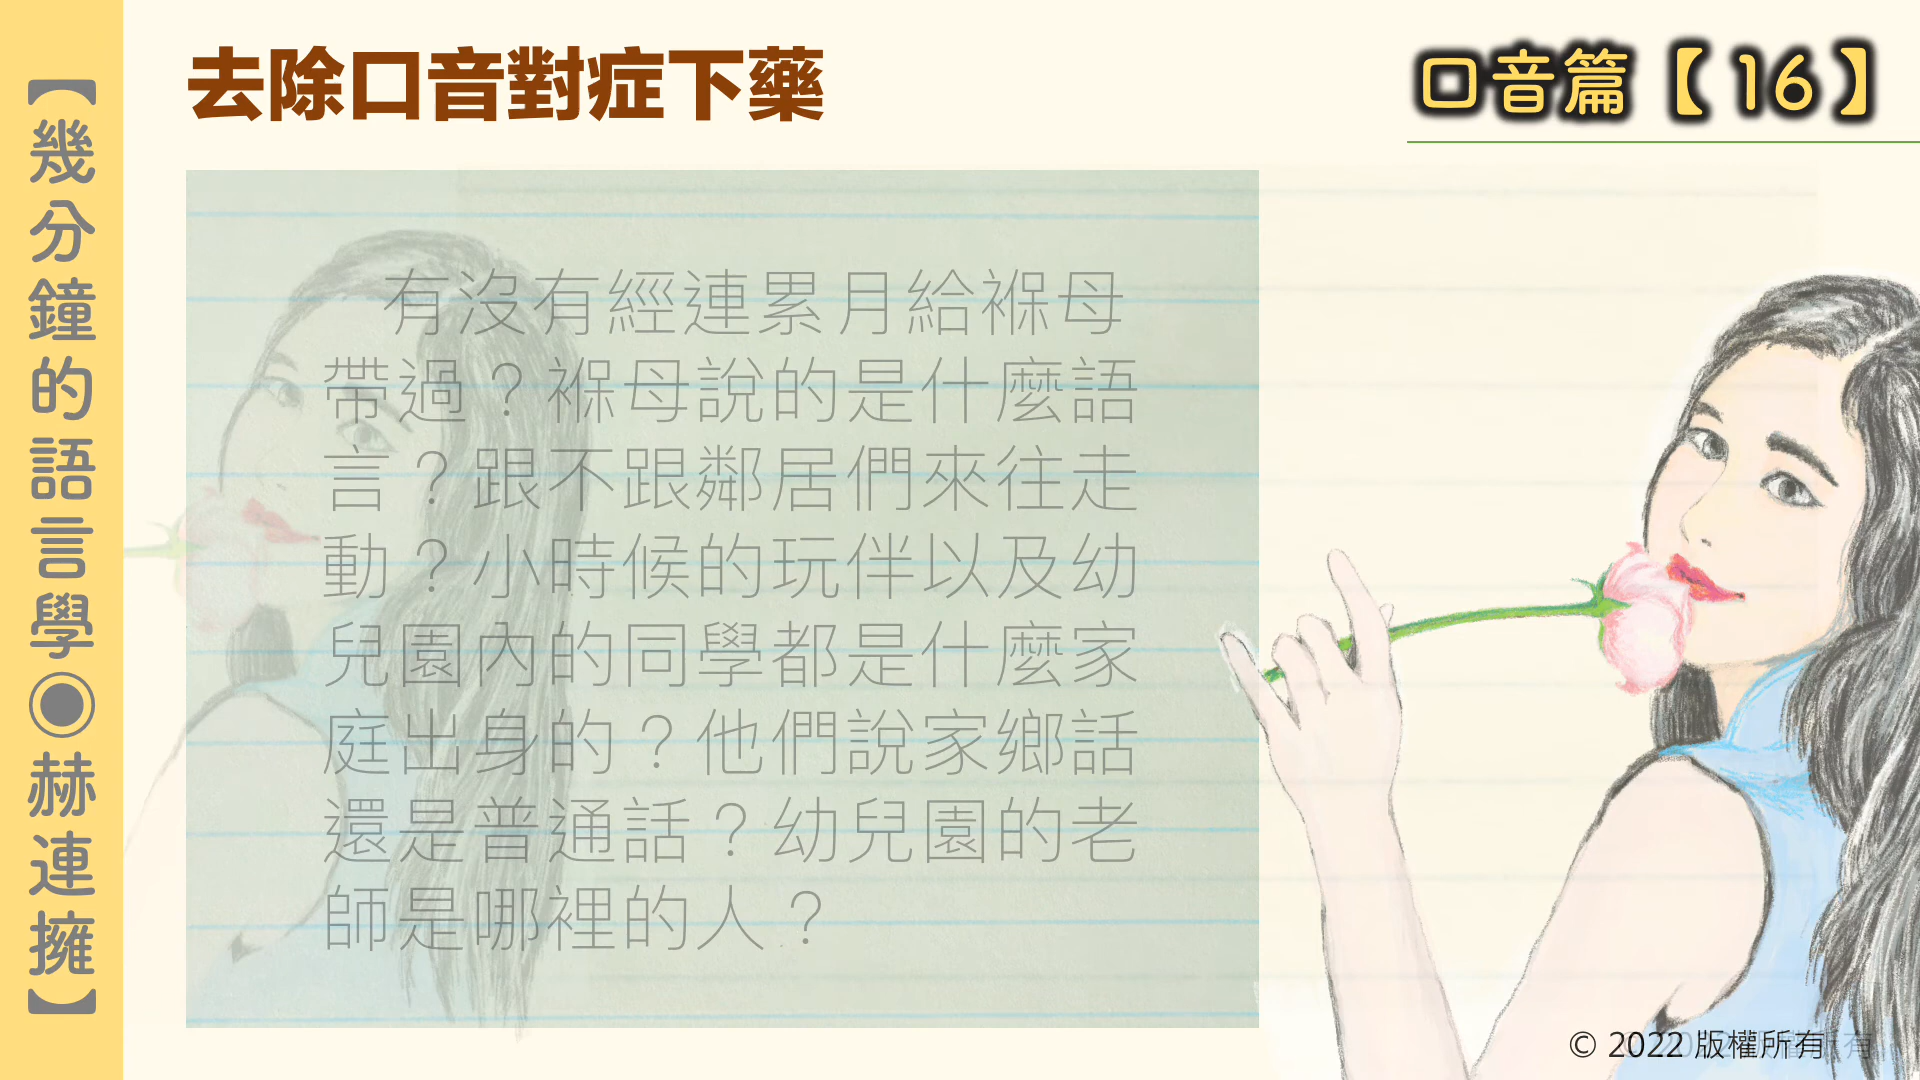 【幾分鐘的語言學◉赫連擁】
去除口音對症下藥
口音篇【16】
有沒有經連累月給褓母
帶過？褓母說的是什麼語
言？跟不跟鄰居們來往走
動？小時候的玩伴以及幼
兒園內的同學都是什麼家
庭出身的？他們說家鄉話
還是普通話？幼兒園的老
師是哪裡的人？
© 2022 版權所有